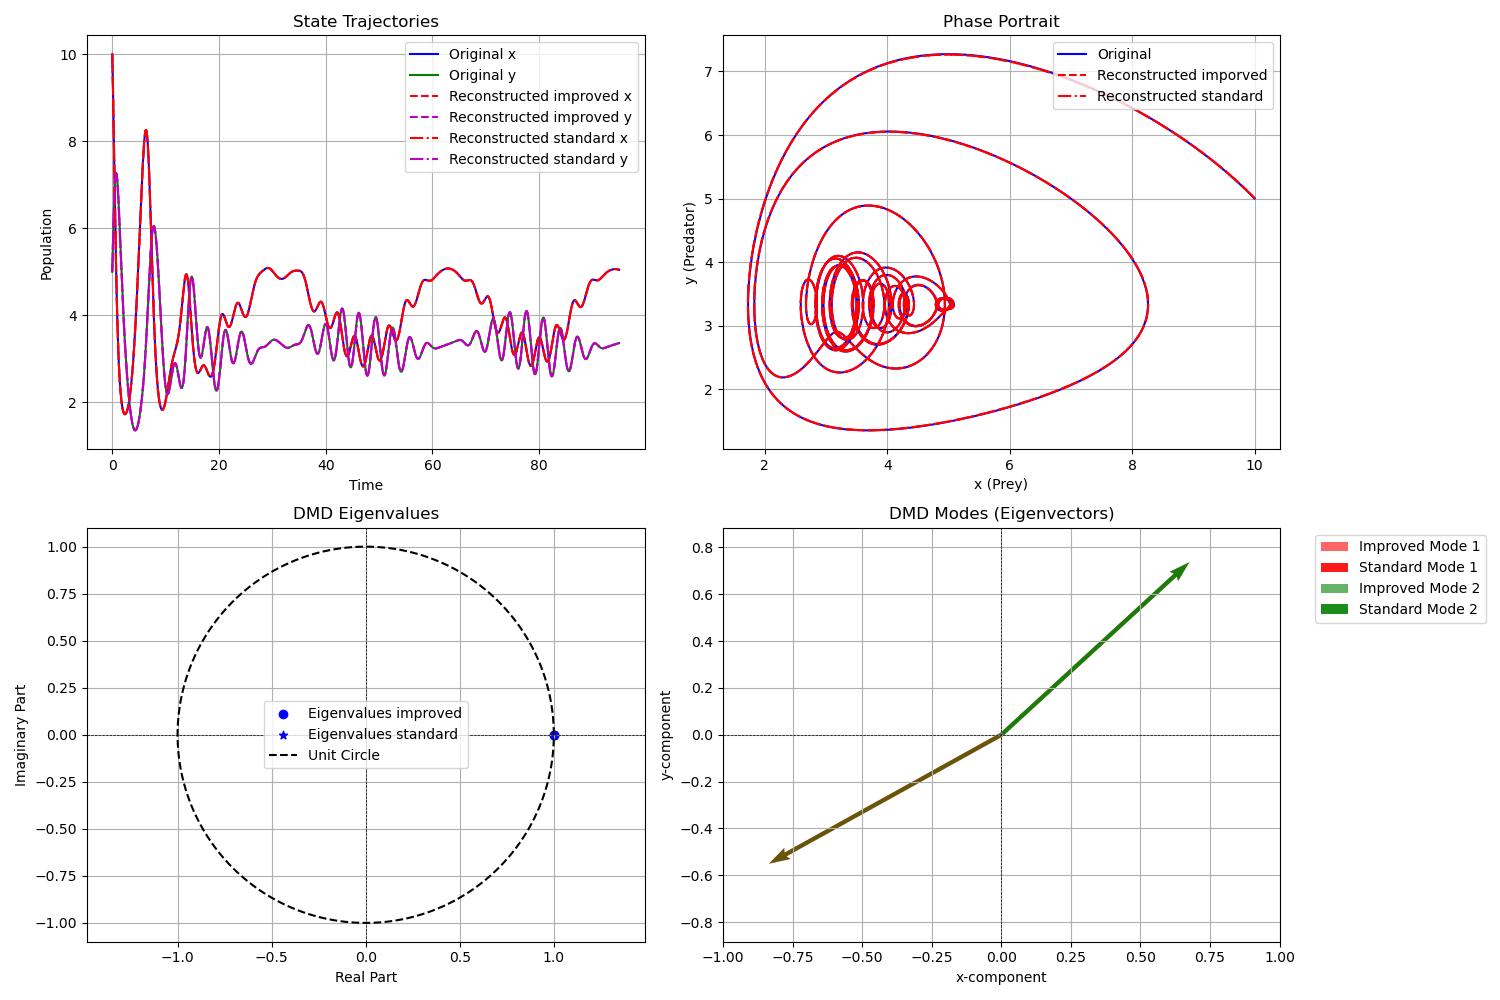 State Trajectories
10
8
6
4
2
Population
0
20
40
60
80
Time
Original x
Original y
Reconstructed improved x
Reconstructed improved y
Reconstructed standard x
Reconstructed standard y
Phase Portrait
7
6
5
4
3
2
y (Predator)
2
4
6
8
10
x (Prey)
Original
Reconstructed imporved
Reconstructed standard
DMD Eigenvalues
1.00
0.75
0.50
0.25
0.00
−0.25
−0.50
−0.75
−1.00
Imaginary Part
−1.0
−0.5
0.0
0.5
1.0
Real Part
Eigenvalues improved
Eigenvalues standard
Unit Circle
DMD Modes (Eigenvectors)
0.8
0.6
0.4
0.2
0.0
−0.2
−0.4
−0.6
−0.8
y-component
−1.00
−0.75
−0.50
−0.25
0.00
0.25
0.50
0.75
1.00
x-component
Improved Mode 1
Standard Mode 1
Improved Mode 2
Standard Mode 2